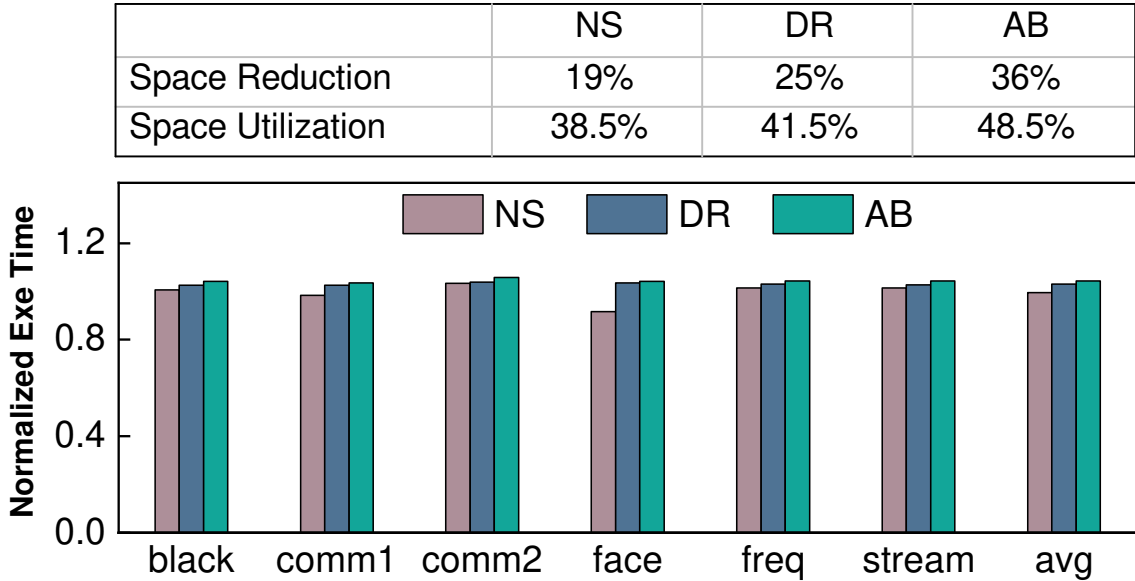 NS DR AB
Space Reduction 19% 25% 36%
Space Utilization 38.5% 41.5% 48.5%
NS DR AB
Normalized Exe Time
1.2
0.8
0.4
0.0
black comm1 comm2 face freq stream avg